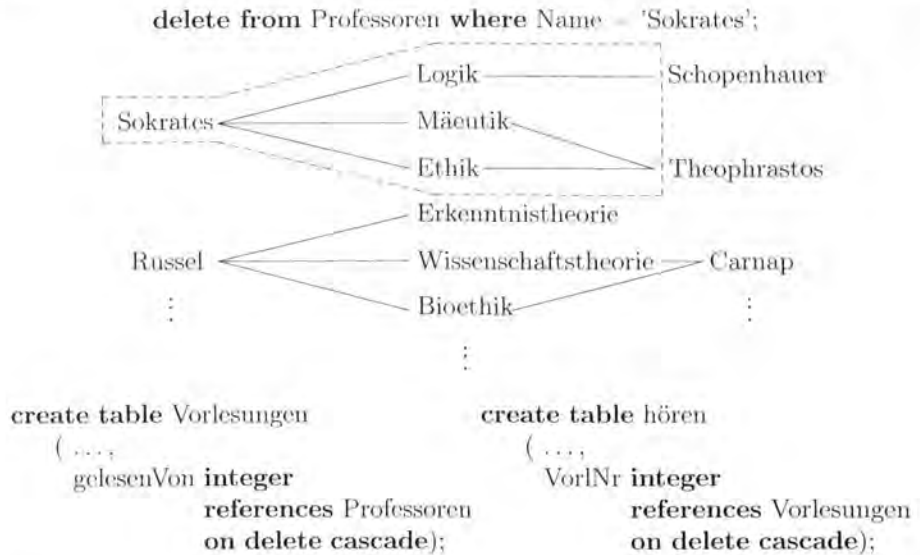 delete from Professoren where Name = 'Sokrates';
Logik Schopenhauer
Sokrates Mäeutik
Ethik Theophrastos
Erkenntnistheorie
Russel Wissenschaftstheorie Carnap
Bioethik
create table Vorlesungen create table hören
( ..., ( ...,
gelesenVon integer VorlNr integer
references Professoren references Vorlesungen
on delete cascade); on delete cascade);